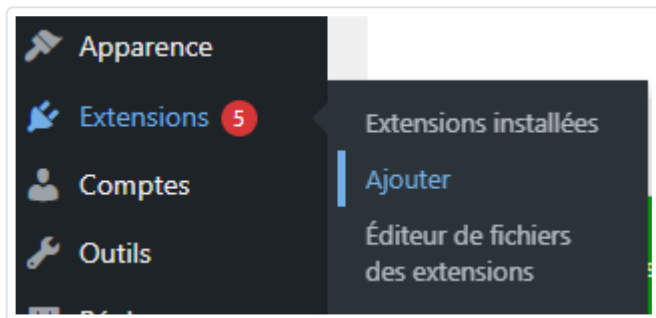 Apparence
Extensions 5
Comptes
Outils
Extensions installées
Ajouter
Éditeur de fichiers
des extensions